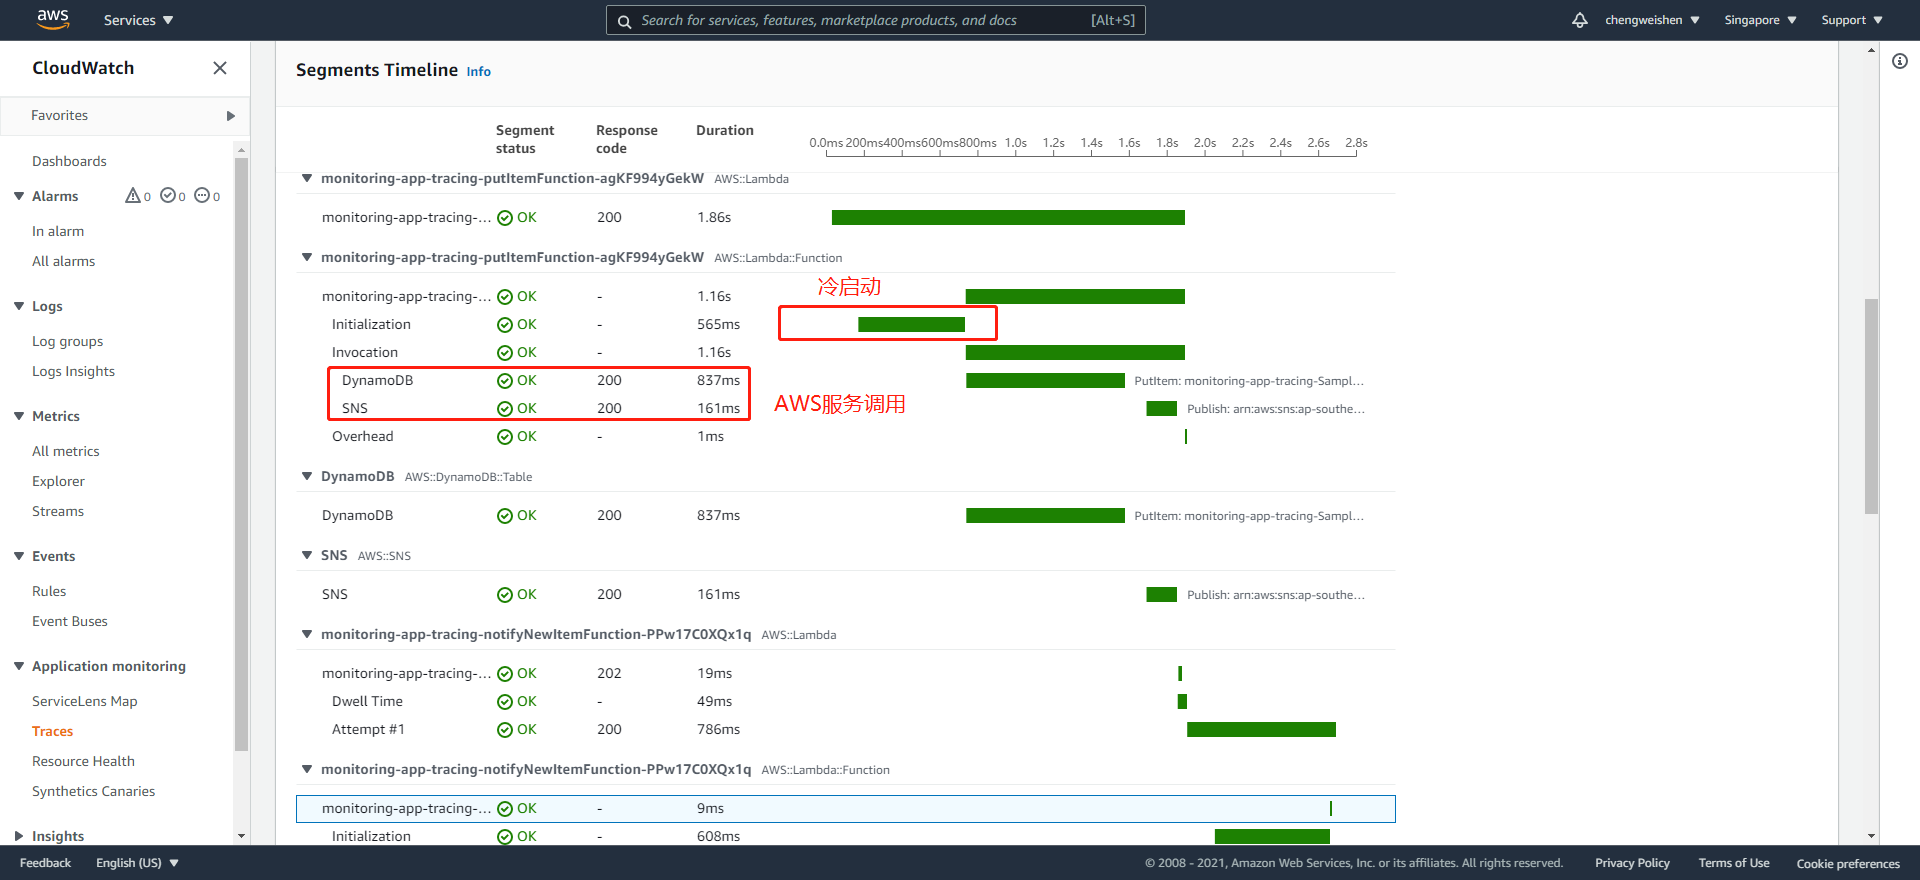 aws Services Search for services, features, marketplace products, and docs [Alt+S] chengweishen Singapore Support
CloudWatch
Favorites
Dashboards
Alarms 0 0 0
In alarm
All alarms
Logs
Log groups
Logs Insights
Metrics
All metrics
Explorer
Streams
Events
Rules
Event Buses
Application monitoring
ServiceLens Map
Traces
Resource Health
Synthetics Canaries
Insights
Segments Timeline Info
Segment status Response code Duration 0.0ms 200ms 400ms 600ms 800ms 1.0s 1.2s 1.4s 1.6s 1.8s 2.0s 2.2s 2.4s 2.6s 2.8s
monitoring-app-tracing-putItemFunction-agKF994yGekW AWS::Lambda
monitoring-app-tracing-... OK 200 1.86s
monitoring-app-tracing-putItemFunction-agKF994yGekW AWS::Lambda::Function
冷启动
monitoring-app-tracing-... OK - 1.16s
Initialization OK - 565ms
Invocation OK - 1.16s
DynamoDB OK 200 837ms PutItem: monitoring-app-tracing-Sampl...
SNS OK 200 161ms Publish: arn:aws:sns:ap-southe...
AWS服务调用
Overhead OK - 1ms
DynamoDB AWS::DynamoDB::Table
DynamoDB OK 200 837ms PutItem: monitoring-app-tracing-Sampl...
SNS AWS::SNS
SNS OK 200 161ms Publish: arn:aws:sns:ap-southe...
monitoring-app-tracing-notifyNewItemFunction-PPw17C0XQx1q AWS::Lambda
monitoring-app-tracing-... OK 202 19ms
Dwell Time OK - 49ms
Attempt #1 OK 200 786ms
monitoring-app-tracing-notifyNewItemFunction-PPw17C0XQx1q AWS::Lambda::Function
monitoring-app-tracing-... OK - 9ms
Initialization OK - 608ms
Feedback English (US) © 2008 - 2021, Amazon Web Services, Inc. or its affiliates. All rights reserved. Privacy Policy Terms of Use Cookie preferences